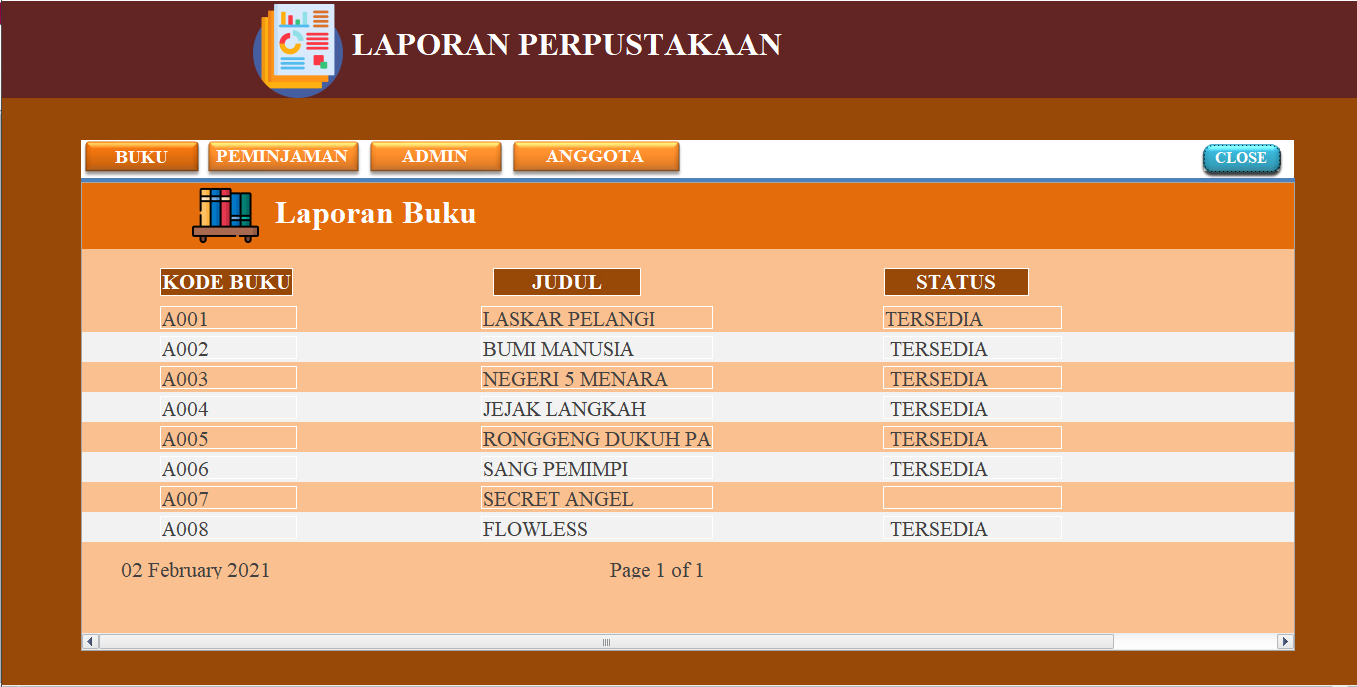 LAPORAN PERPUSTAKAAN
BUKU PEMINJAMAN ADMIN ANGGOTA CLOSE
Laporan Buku
KODE BUKU JUDUL STATUS
A001 LASKAR PELANGI TERSEDIA
A002 BUMI MANUSIA TERSEDIA
A003 NEGERI 5 MENARA TERSEDIA
A004 JEJAK LANGKAH TERSEDIA
A005 RONGGENG DUKUH PA TERSEDIA
A006 SANG PEMIMPI TERSEDIA
A007 SECRET ANGEL
A008 FLOWLESS TERSEDIA
02 February 2021 Page 1 of 1